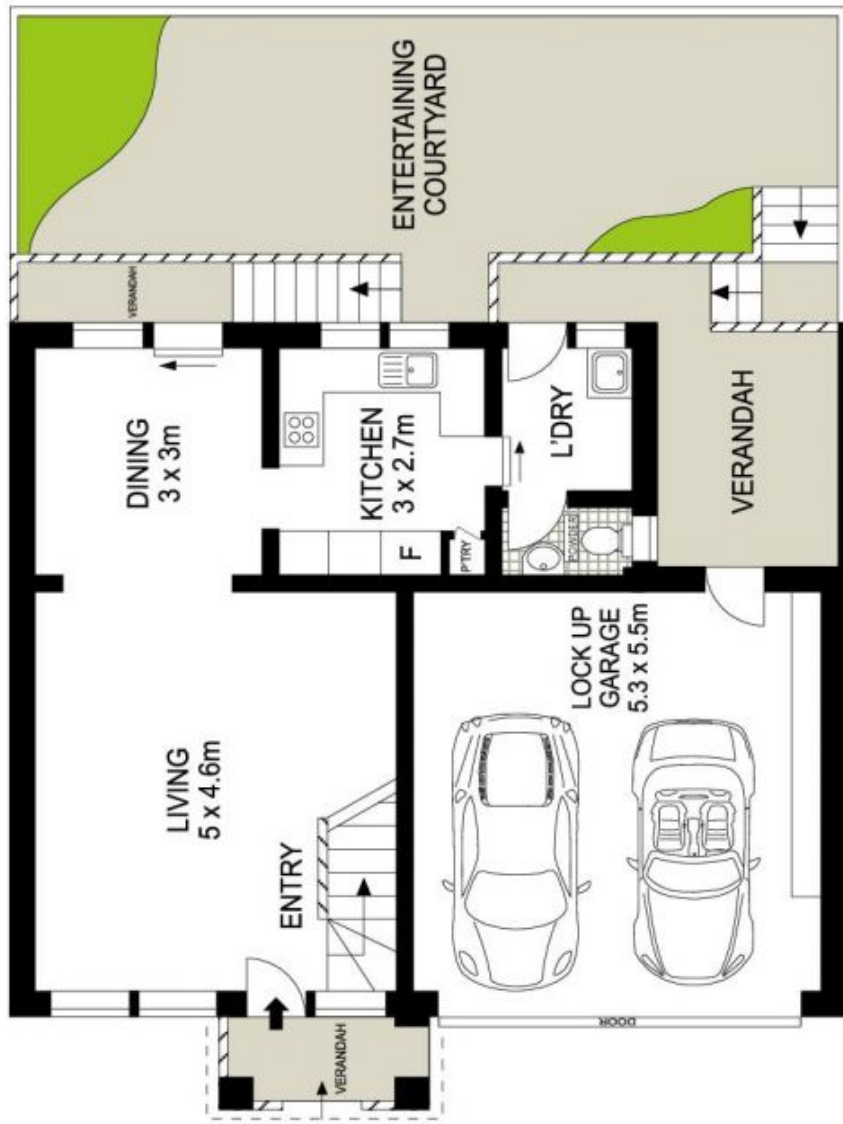 ENTERTAINING
COURTYARD
VERANDAH
DINING
3 x 3m
KITCHEN
3 x 2.7m
L'DRY
VERANDAH
F
P'TRY
POWDER
LIVING
5 x 4.6m
LOCK UP
GARAGE
5.3 x 5.5m
ENTRY
VERANDAH
DOOR